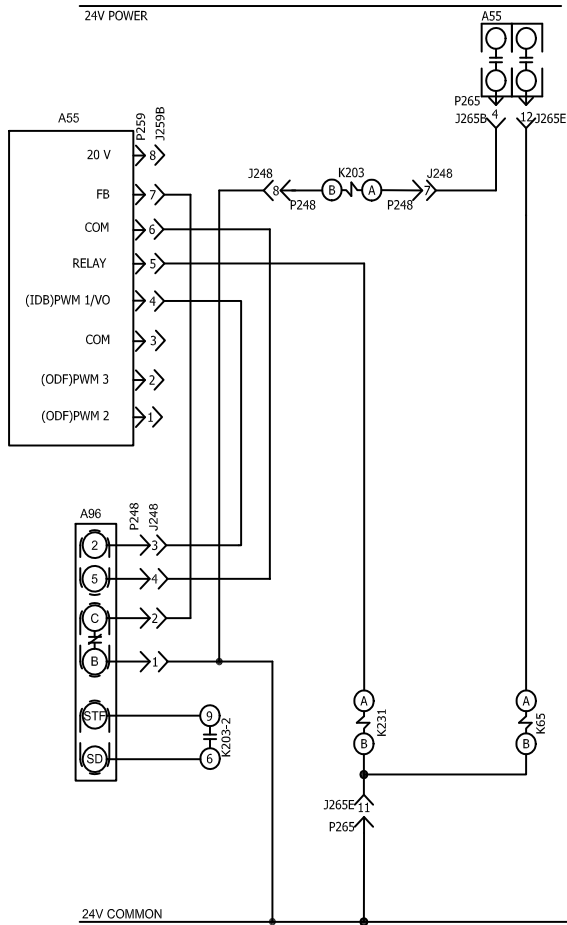 24V POWER
A55
P265
4
12
J265B
J265E
A55
P259
J259B
20 V
8
FB
7
COM
6
RELAY
5
(IDB)PWM 1/VO
4
COM
3
(ODF)PWM 3
2
(ODF)PWM 2
1
J248
K203
J248
8
B
A
7
P248
P248
A96
P248
J248
2
3
5
4
C
2
B
1
STF
9
K203-2
SD
6
A
K231
B
A
K65
B
J265E
11
P265
24V COMMON